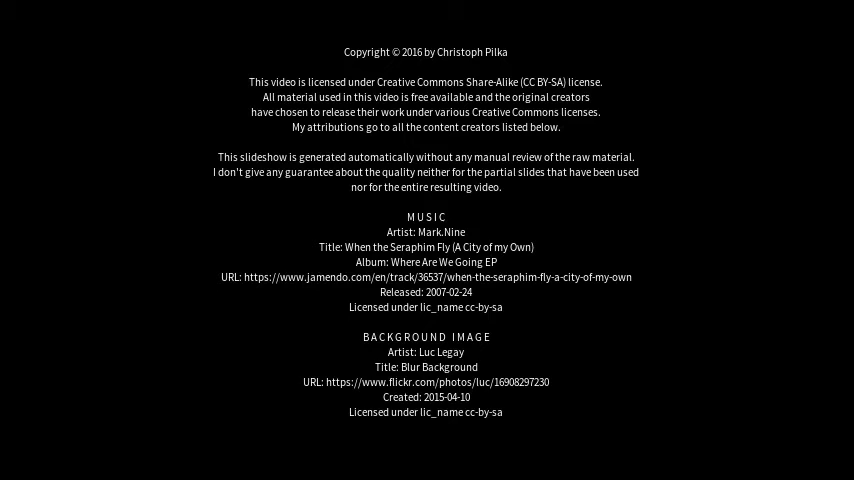 Copyright © 2016 by Christoph Pilka
This video is licensed under Creative Commons Share-Alike (CC BY-SA) license.
All material used in this video is free available and the original creators
have chosen to release their work under various Creative Commons licenses.
My attributions go to all the content creators listed below.
This slideshow is generated automatically without any manual review of the raw material.
I don't give any guarantee about the quality neither for the partial slides that have been used
nor for the entire resulting video.
MUSIC
Artist: Mark.Nine
Title: When the Seraphim Fly (A City of my Own)
Album: Where Are We Going EP
URL: https://www.jamendo.com/en/track/36537/when-the-seraphim-fly-a-city-of-my-own
Released: 2007-02-24
Licensed under lic_name cc-by-sa
BACKGROUND IMAGE
Artist: Luc Legay
Title: Blur Background
URL: https://www.flickr.com/photos/luc/16908297230
Created: 2015-04-10
Licensed under lic_name cc-by-sa